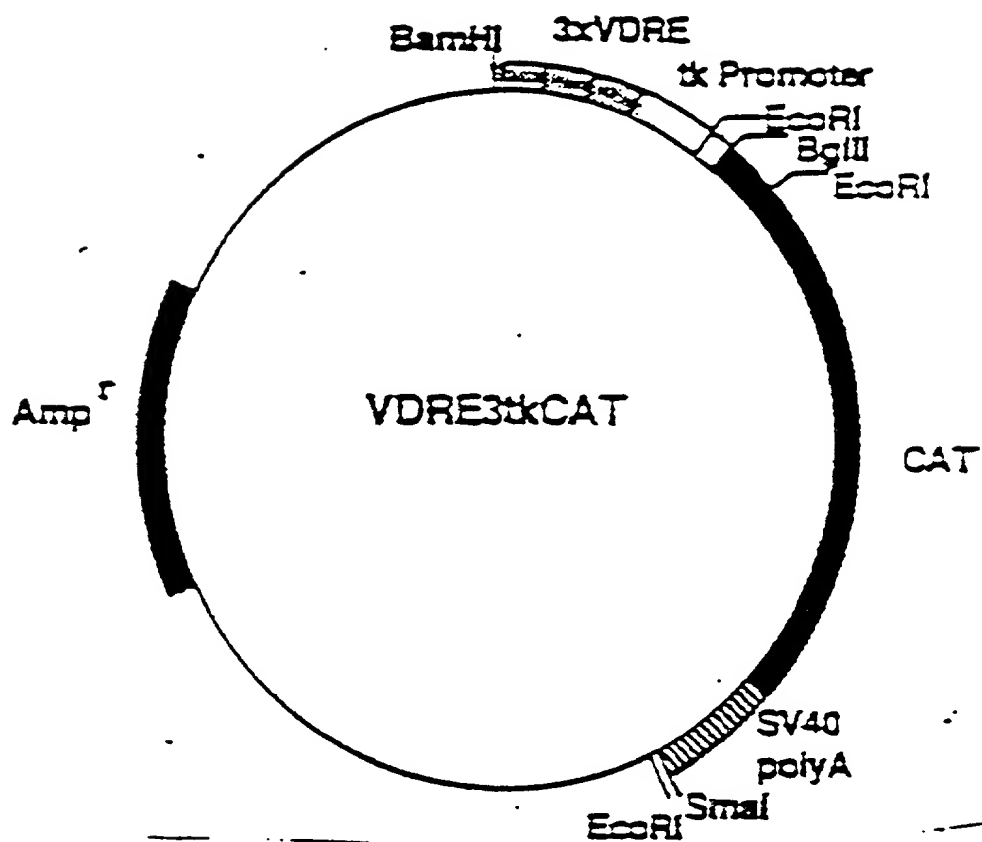 BamHI
3xVDRE
tk Promoter
EcoRI
BglII
EcoRI
Amp r
VDRE3tkCAT
CAT
SV40
polyA
SmaI
EcoRI